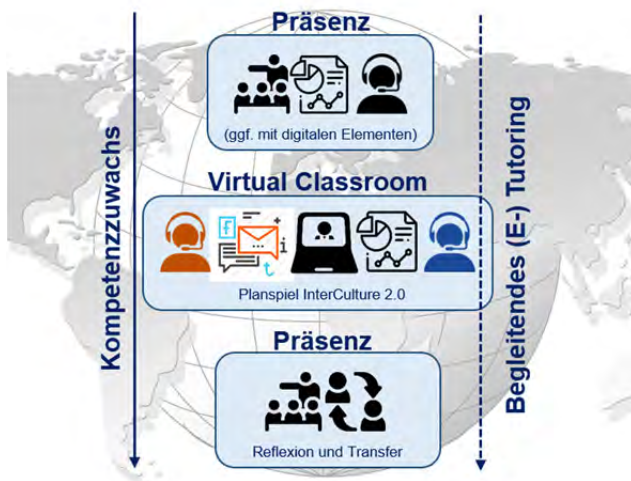 Präsenz
(ggf. mit digitalen Elementen)
Virtual Classroom
f
i
t
Planspiel InterCulture 2.0
Präsenz
Reflexion und Transfer
Kompetenzzuwachs
Begleitendes (E-) Tutoring